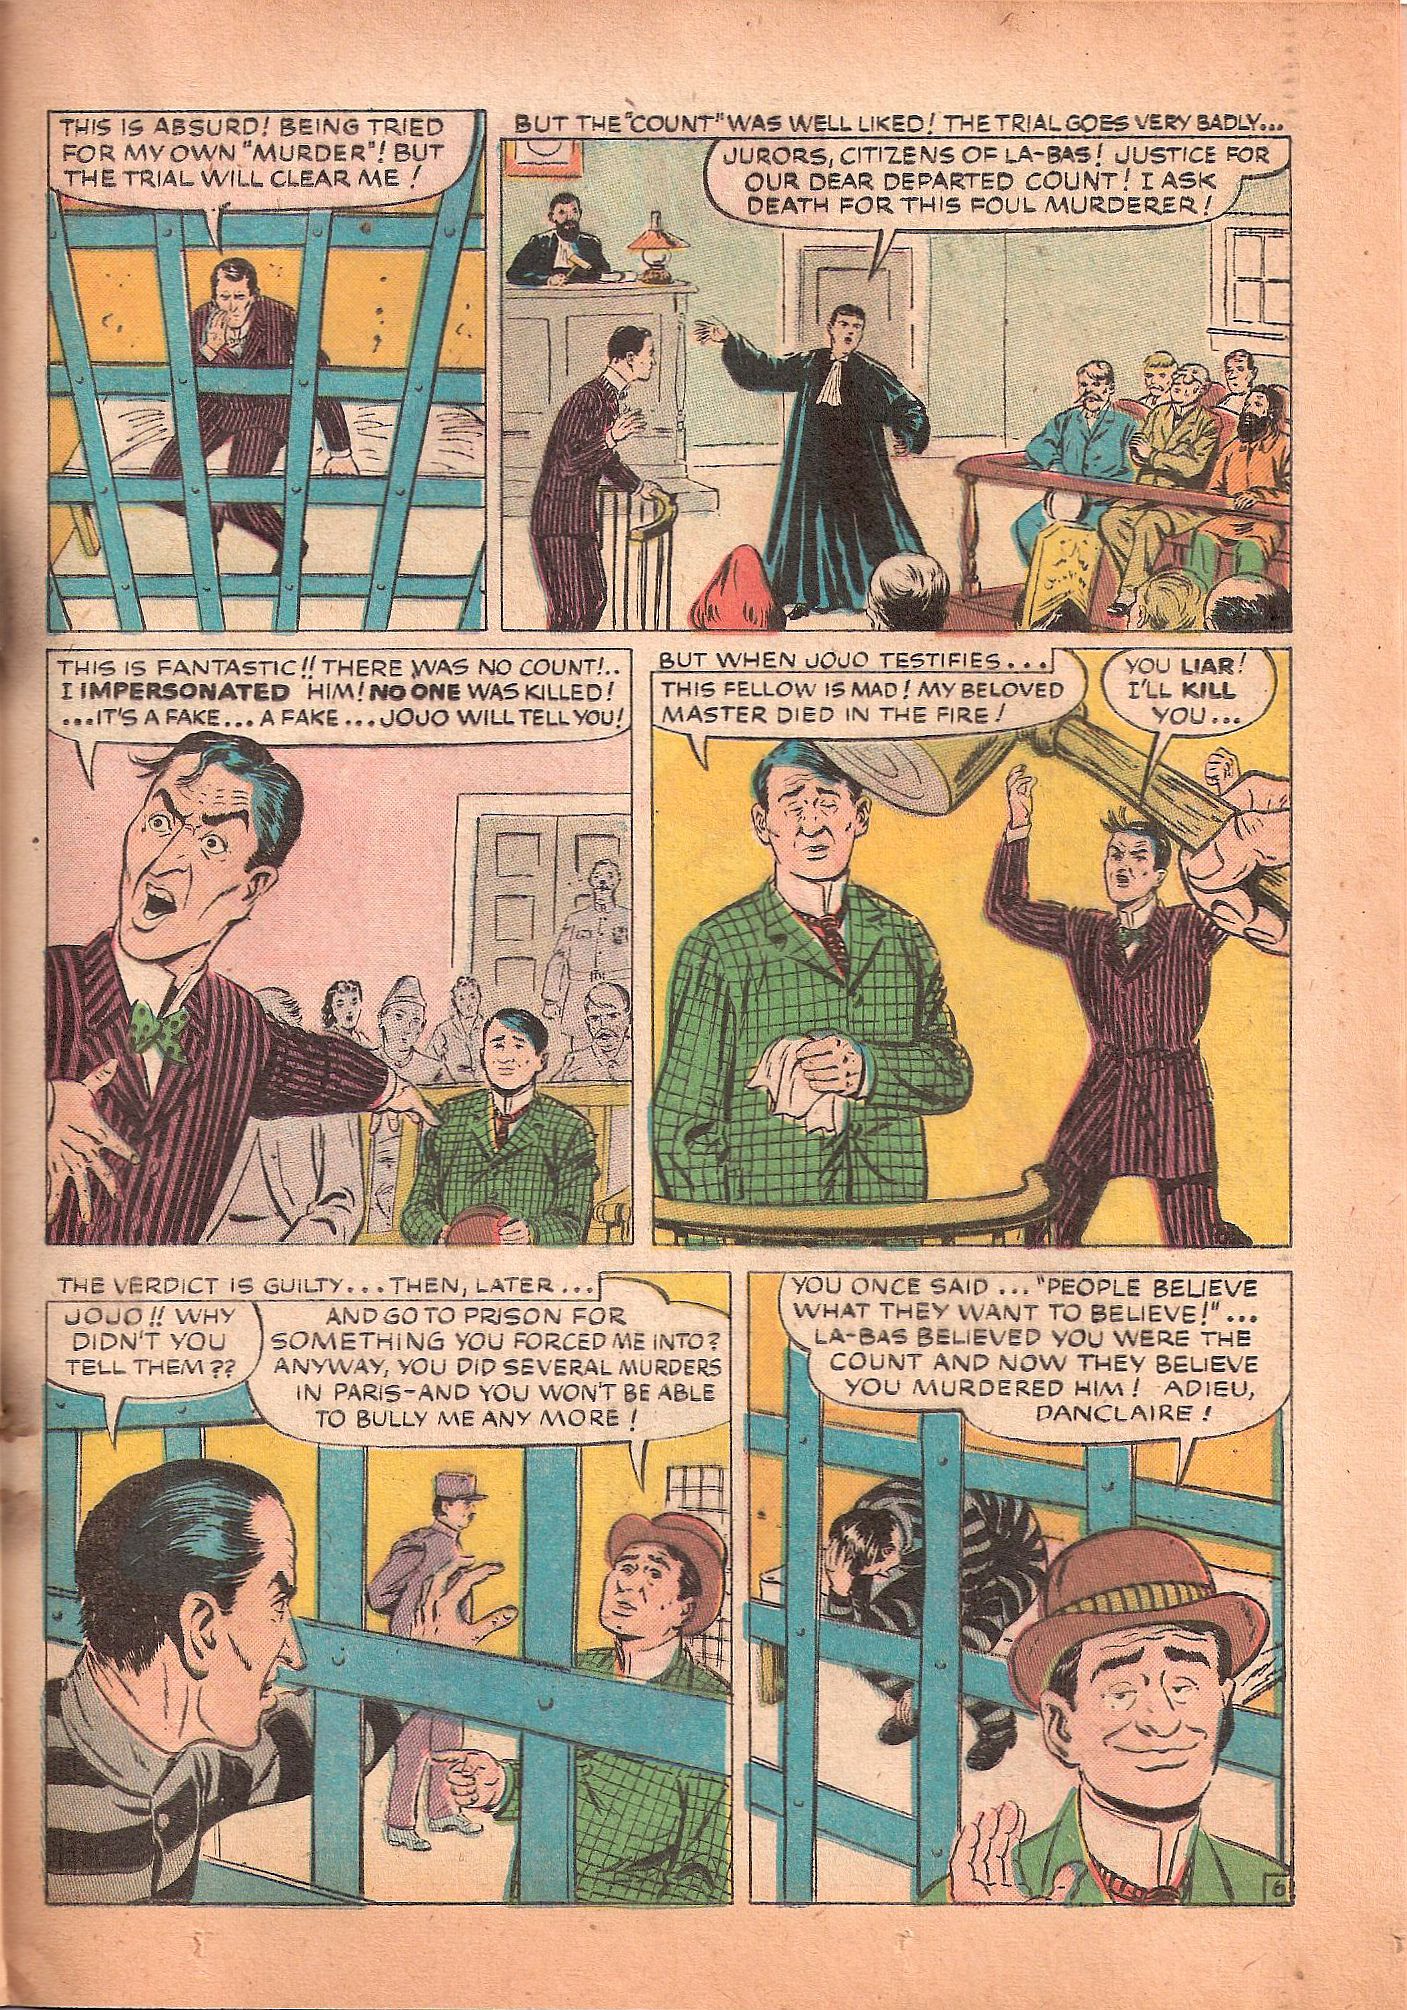 THIS IS ABSURD! BEING TRIED
FOR MY OWN "MURDER"! BUT
THE TRIAL WILL CLEAR ME!
BUT THE "COUNT" WAS WELL LIKED! THE TRIAL GOES VERY BADLY...
JURORS, CITIZENS OF LA-BAS! JUSTICE FOR
OUR DEAR DEPARTED COUNT! I ASK
DEATH FOR THIS FOUL MURDERER!
THIS IS FANTASTIC!! THERE WAS NO COUNT!..
I IMPERSONATED HIM! NO ONE WAS KILLED!
...IT'S A FAKE... A FAKE... JOJO WILL TELL YOU!
BUT WHEN JOJO TESTIFIES...
THIS FELLOW IS MAD! MY BELOVED
MASTER DIED IN THE FIRE!
YOU LIAR!
I'LL KILL
YOU...
THE VERDICT IS GUILTY... THEN, LATER...
JOJO!! WHY
DIDN'T YOU
TELL THEM??
AND GO TO PRISON FOR
SOMETHING YOU FORCED ME INTO?
ANYWAY, YOU DID SEVERAL MURDERS
IN PARIS-AND YOU WON'T BE ABLE
TO BULLY ME ANY MORE!
YOU ONCE SAID... "PEOPLE BELIEVE
WHAT THEY WANT TO BELIEVE!"...
LA-BAS BELIEVED YOU WERE THE
COUNT AND NOW THEY BELIEVE
YOU MURDERED HIM! ADIEU,
DANCLAIRE!
6